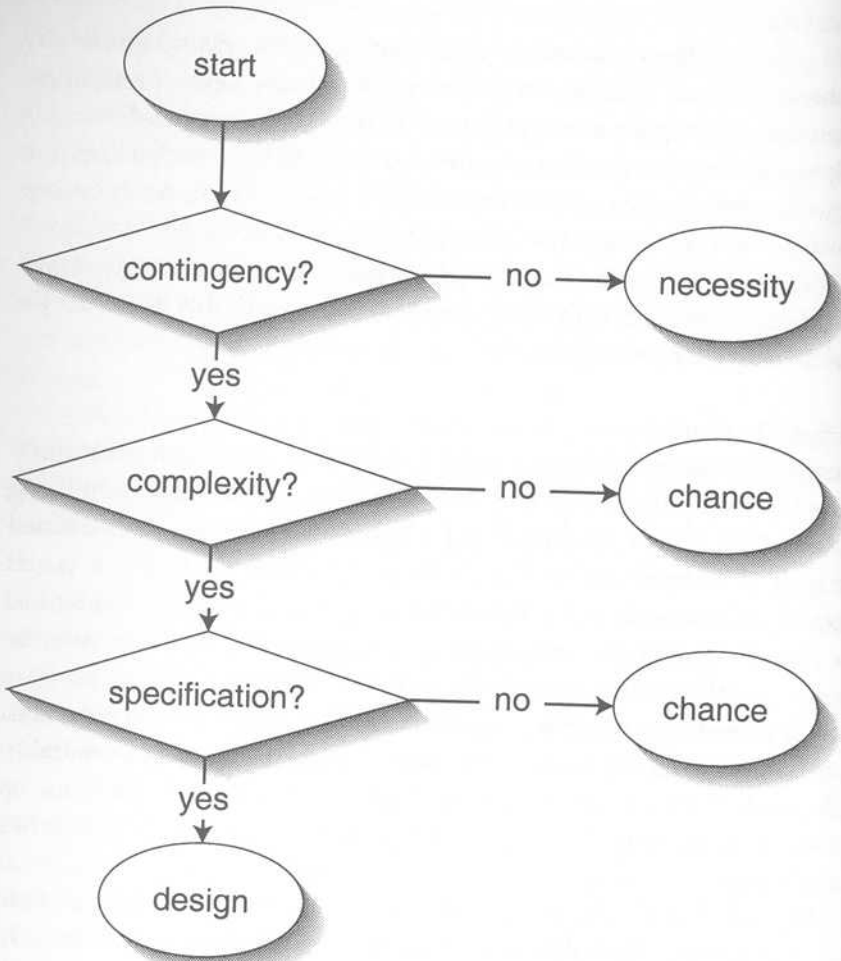 start
contingency?
no
necessity
yes
complexity?
no
chance
yes
specification?
no
chance
yes
design